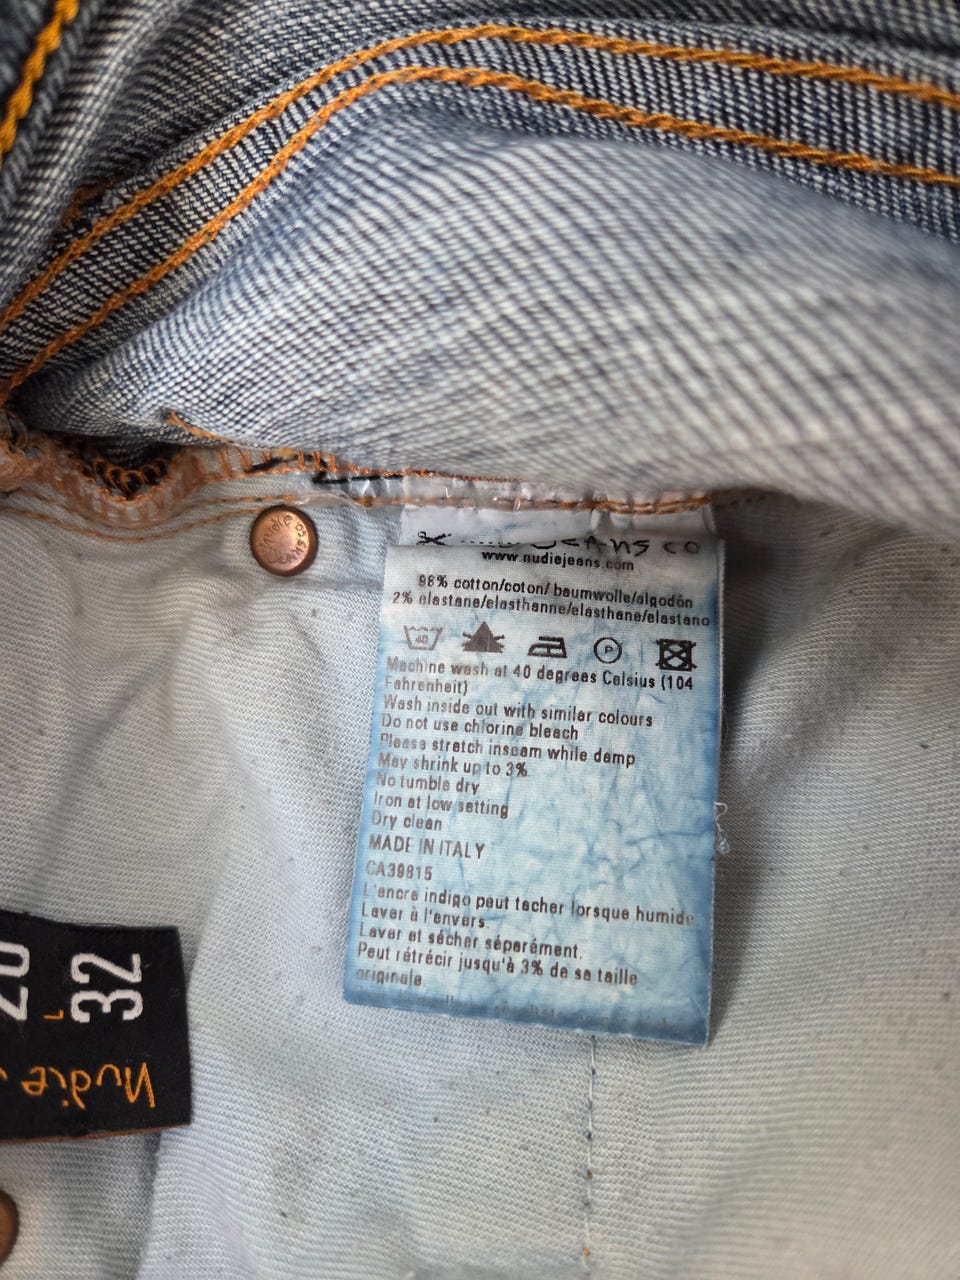 JEANS CO
www.nudiejeans.com
98% cotton/coton/ baumwolle/algodón
2% elastane/elasthanne/elasthane/elastano
40
P
Machine wash at 40 degrees Celsius (104
Fahrenheit)
Wash inside out with similar colours
Do not use chlorine bleach
Please stretch inseam while damp
May shrink up to 3%
No tumble dry
Iron at low setting
Dry clean
MADE IN ITALY
CA39815
L'encre indigo peut tacher lorsque humide
Laver à l'envers.
Laver et sécher séparément.
Peut rétrécir jusqu'à 3% de sa taille
originale.
L
32
Nudie